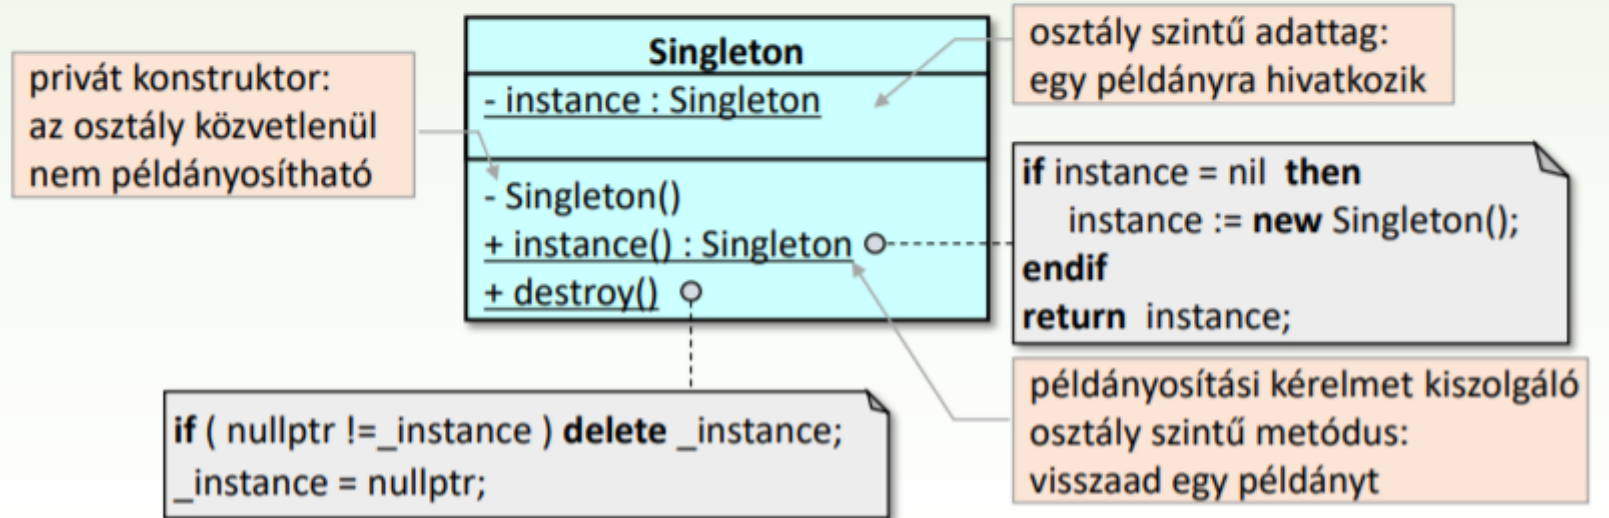 privát konstruktor:
az osztály közvetlenül
nem példányosítható
Singleton
- instance : Singleton
- Singleton()
+ instance() : Singleton
+ destroy()
osztály szintű adattag:
egy példányra hivatkozik
if instance = nil then
instance := new Singleton();
endif
return instance;
if ( nullptr !=_instance ) delete _instance;
_instance = nullptr;
példányosítási kérelmet kiszolgáló
osztály szintű metódus:
visszaad egy példányt